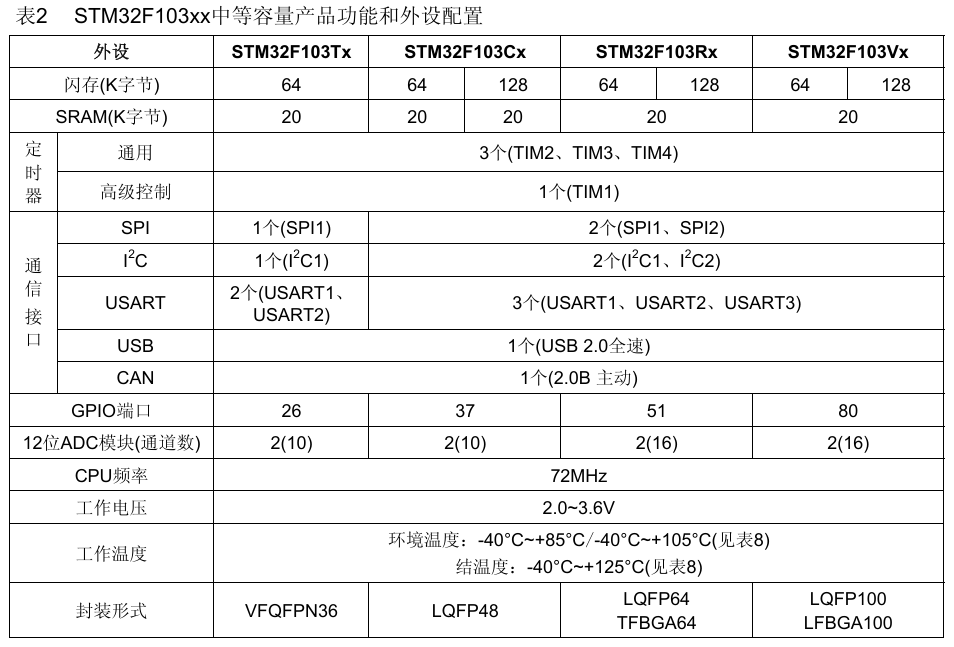 表2 STM32F103xx中等容量产品功能和外设配置
外设 STM32F103Tx STM32F103Cx STM32F103Rx STM32F103Vx
闪存(K字节) 64 64 128 64 128 64 128
SRAM(K字节) 20 20 20 20 20
定时器 通用 3个(TIM2、TIM3、TIM4)
高级控制 1个(TIM1)
通信接口 SPI 1个(SPI1) 2个(SPI1、SPI2)
I²C 1个(I²C1) 2个(I²C1、I²C2)
USART 2个(USART1、
USART2) 3个(USART1、USART2、USART3)
USB 1个(USB 2.0全速)
CAN 1个(2.0B 主动)
GPIO端口 26 37 51 80
12位ADC模块(通道数) 2(10) 2(10) 2(16) 2(16)
CPU频率 72MHz
工作电压 2.0~3.6V
工作温度 环境温度：-40°C~+85°C/-40°C~+105°C(见表8)
结温度：-40°C~+125°C(见表8)
封装形式 VFQFPN36 LQFP48 LQFP64 LQFP100
TFBGA64 LFBGA100